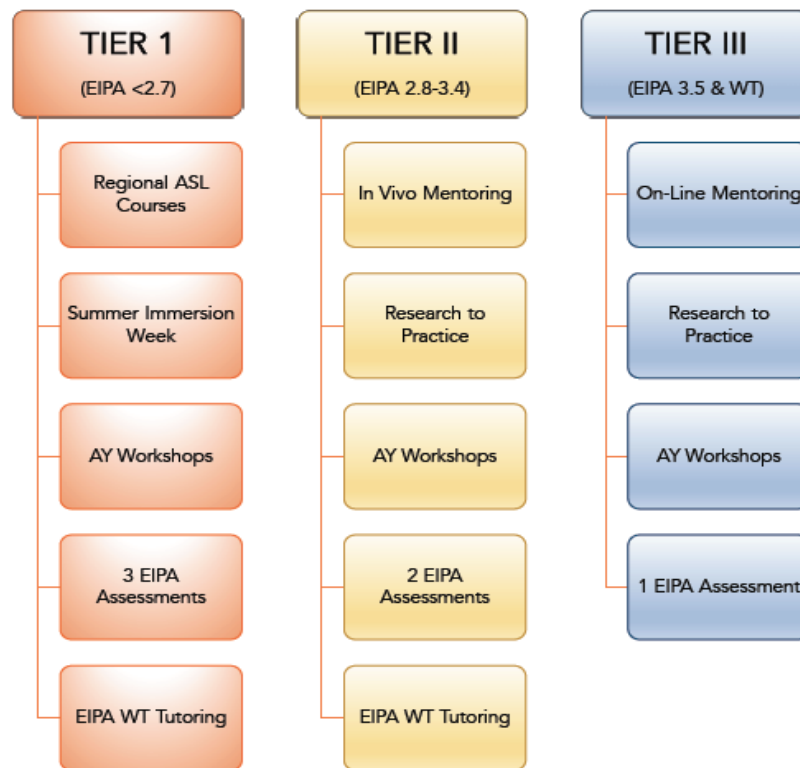 TIER 1
(EIPA <2.7)
Regional ASL
Courses
Summer Immersion
Week
AY Workshops
3 EIPA
Assessments
EIPA WT Tutoring
TIER II
(EIPA 2.8-3.4)
In Vivo Mentoring
Research to
Practice
AY Workshops
2 EIPA
Assessments
EIPA WT Tutoring
TIER III
(EIPA 3.5 & WT)
On-Line Mentoring
Research to
Practice
AY Workshops
1 EIPA Assessment